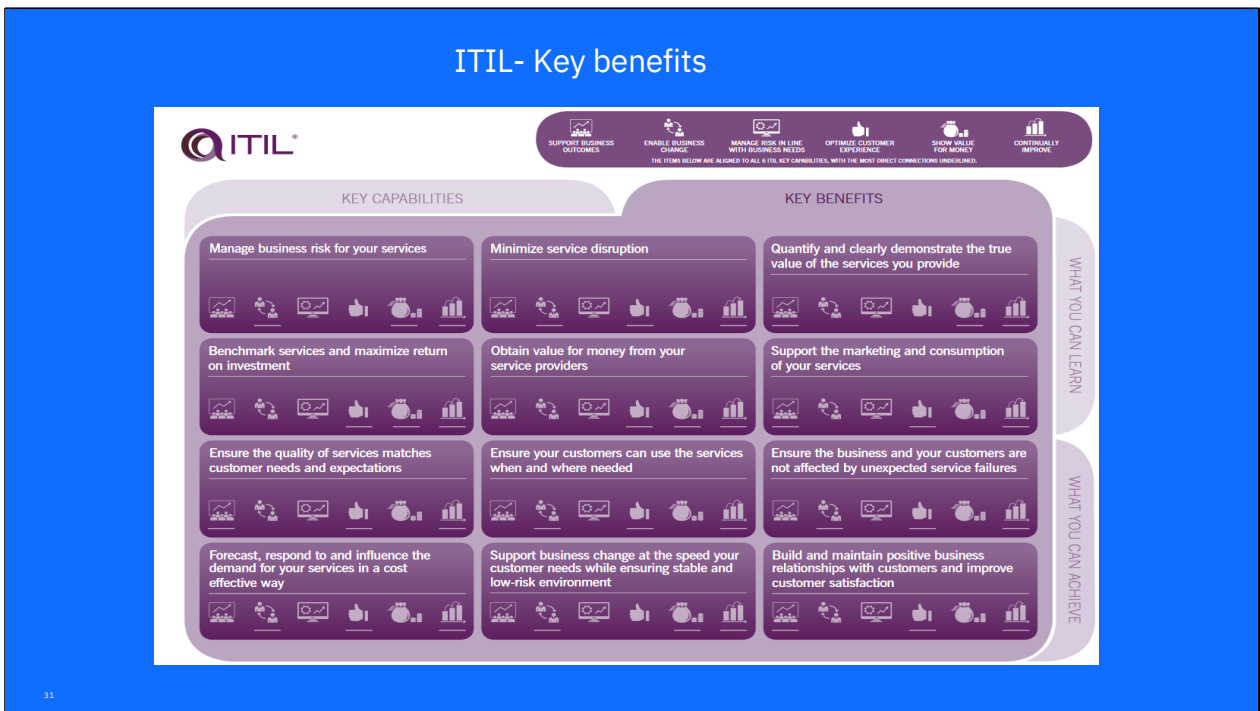 ITIL- Key benefits
ITIL®
SUPPORT BUSINESS
OUTCOMES
ENABLE BUSINESS
CHANGE
MANAGE RISK IN LINE
WITH BUSINESS NEEDS
OPTIMIZE CUSTOMER
EXPERIENCE
SHOW VALUE
FOR MONEY
CONTINUALLY
IMPROVE
THE ITEMS BELOW ARE ALIGNED TO ALL 6 ITIL KEY CAPABILITIES, WITH THE MOST DIRECT CONNECTIONS UNDERLINED.
KEY CAPABILITIES
KEY BENEFITS
Manage business risk for your services
Minimize service disruption
Quantify and clearly demonstrate the true
value of the services you provide
Benchmark services and maximize return
on investment
Obtain value for money from your
service providers
Support the marketing and consumption
of your services
Ensure the quality of services matches
customer needs and expectations
Ensure your customers can use the services
when and where needed
Ensure the business and your customers are
not affected by unexpected service failures
Forecast, respond to and influence the
demand for your services in a cost
effective way
Support business change at the speed your
customer needs while ensuring stable and
low-risk environment
Build and maintain positive business
relationships with customers and improve
customer satisfaction
WHAT YOU CAN LEARN
WHAT YOU CAN ACHIEVE
31